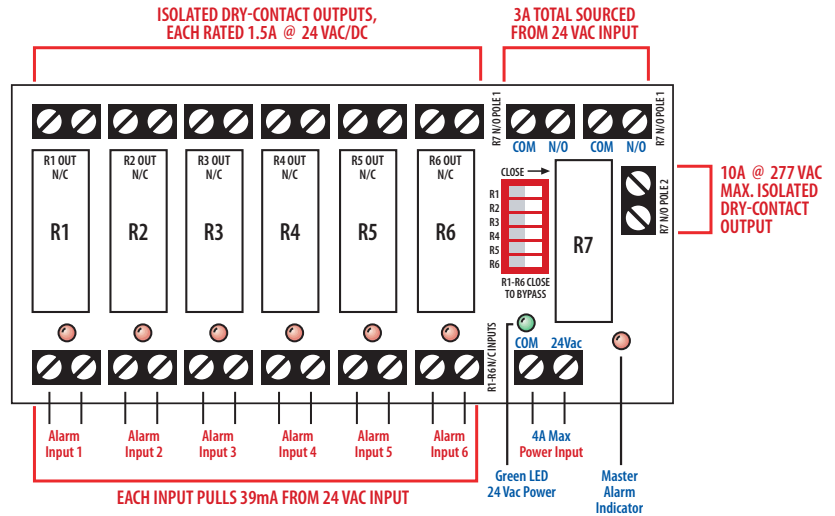 ISOLATED DRY-CONTACT OUTPUTS,
EACH RATED 1.5A @ 24 VAC/DC
3A TOTAL SOURCED
FROM 24 VAC INPUT
R7 N/O POLE 1
R7 N/O POLE 1
COM N/O
COM N/O
R1 OUT
N/C
R2 OUT
N/C
R3 OUT
N/C
R4 OUT
N/C
R5 OUT
N/C
R6 OUT
N/C
R1
R2
R3
R4
R5
R6
CLOSE
R1
R2
R3
R4
R5
R6
R1-R6 CLOSE
TO BYPASS
R7
R7 N/O POLE 2
10A @ 277 VAC
MAX. ISOLATED
DRY-CONTACT
OUTPUT
R1-R6 N/C INPUTS
COM 24Vac
Alarm
Input 1
Alarm
Input 2
Alarm
Input 3
Alarm
Input 4
Alarm
Input 5
Alarm
Input 6
4A Max
Power Input
Green LED
24 Vac Power
Master
Alarm
Indicator
EACH INPUT PULLS 39mA FROM 24 VAC INPUT